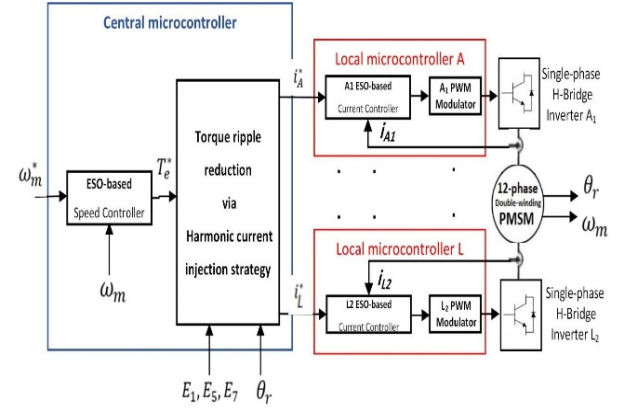 Central microcontroller
ω*m
ESO-based
Speed Controller
ωm
T*e
Torque ripple
reduction
via
Harmonic current
injection strategy
E1, E5, E7
θr
i*A
i*L
Local microcontroller A
A1 ESO-based
Current Controller
A1 PWM
Modulator
iA1
Single-phase
H-Bridge
Inverter A1
12-phase
Double-winding
PMSM
θr
ωm
Local microcontroller L
iL2
L2 ESO-based
Current Controller
L2 PWM
Modulator
Single-phase
H-Bridge
Inverter L2